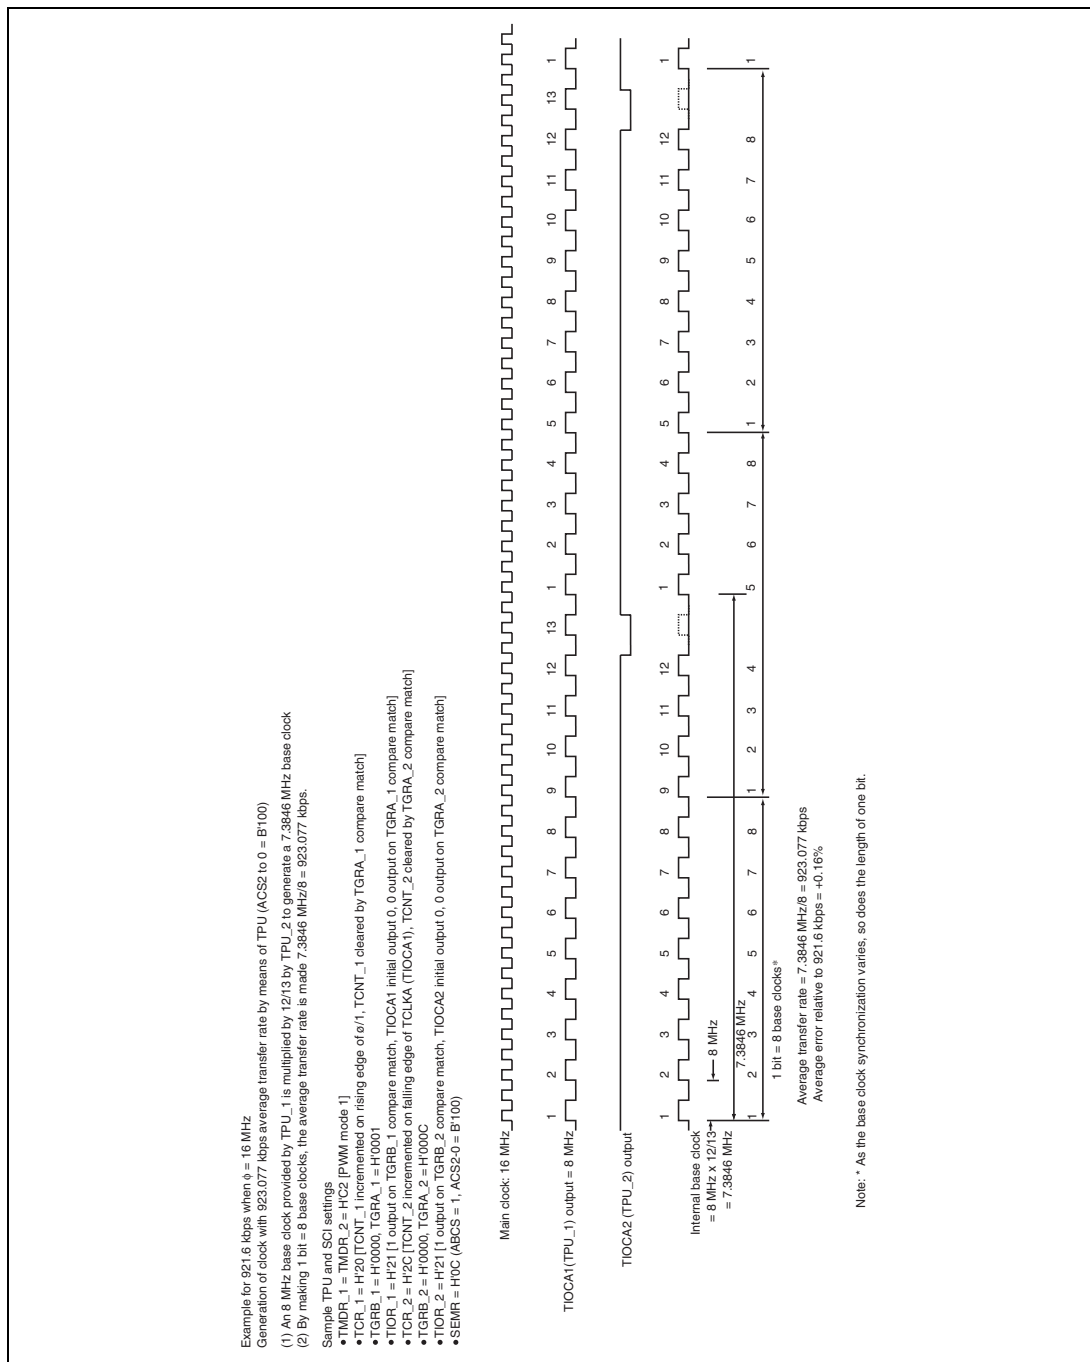 Example for 921.6 kbps when ϕ = 16 MHz
Generation of clock with 923.077 kbps average transfer rate by means of TPU (ACS2 to 0 = B'100)
(1) An 8 MHz base clock provided by TPU_1 is multiplied by 12/13 by TPU_2 to generate a 7.3846 MHz base clock
(2) By making 1 bit = 8 base clocks, the average transfer rate is made 7.3846 MHz/8 = 923.077 kbps.
Sample TPU and SCI settings
•TMDR_1 = TMDR_2 = H'C2 [PWM mode 1]
•TCR_1 = H'20 [TCNT_1 incremented on rising edge of ø/1, TCNT_1 cleared by TGRA_1 compare match]
•TGRB_1 = H'0000, TGRA_1 = H'0001
•TIOR_1 = H'21 [1 output on TGRB_1 compare match, TIOCA1 initial output 0, 0 output on TGRA_1 compare match]
•TCR_2 = H'2C [TCNT_2 incremented on falling edge of TCLKA (TIOCA1), TCNT_2 cleared by TGRA_2 compare match]
•TGRB_2 = H'0000, TGRA_2 = H'000C
•TIOR_2 = H'21 [1 output on TGRB_2 compare match, TIOCA2 initial output 0, 0 output on TGRA_2 compare match]
•SEMR = H'0C (ABCS = 1, ACS2-0 = B'100)
Main clock: 16 MHz
1 2 3 4 5 6 7 8 9 10 11 12 13 1 2 3 4 5 6 7 8 9 10 11 12 13 1
TIOCA1(TPU_1) output = 8 MHz
TIOCA2 (TPU_2) output
1 2 3 4 5 6 7 8 9 10 11 12 1 2 3 4 5 6 7 8 9 10 11 12 1
Internal base clock
= 8 MHz x 12/13
= 7.3846 MHz
8 MHz
7.3846 MHz
1 2 3 4 5 6 7 8 1 2 3 4 5 6 7 8 1 2 3 4 5 6 7 8 1
1 bit = 8 base clocks*
Average transfer rate = 7.3846 MHz/8 = 923.077 kbps
Average error relative to 921.6 kbps = +0.16%
Note: * As the base clock synchronization varies, so does the length of one bit.